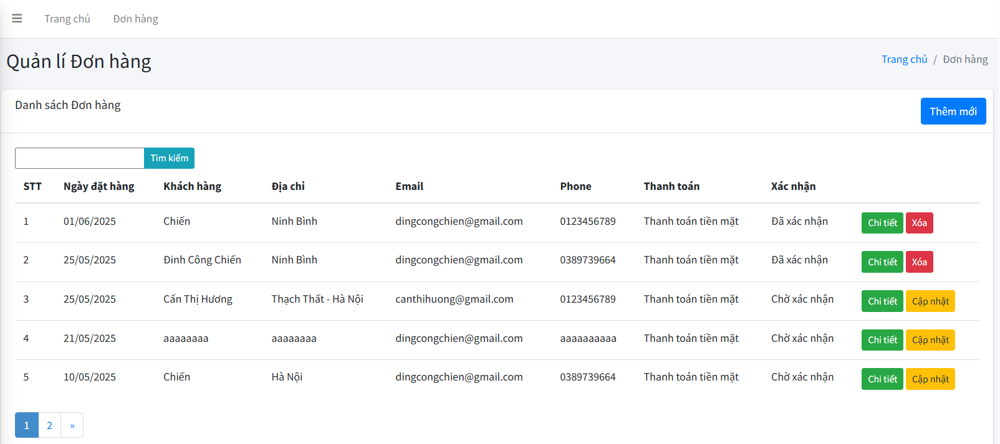 Trang chủ Đơn hàng
Quản lí Đơn hàng
Trang chủ / Đơn hàng
Danh sách Đơn hàng
Thêm mới
Tìm kiếm
STT Ngày đặt hàng Khách hàng Địa chỉ Email Phone Thanh toán Xác nhận
1 01/06/2025 Chiến Ninh Bình dingcongchien@gmail.com 0123456789 Thanh toán tiền mặt Đã xác nhận Chi tiết Xóa
2 25/05/2025 Đinh Công Chiến Ninh Bình dingcongchien@gmail.com 0389739664 Thanh toán tiền mặt Đã xác nhận Chi tiết Xóa
3 25/05/2025 Cấn Thị Hương Thạch Thất - Hà Nội canthihuong@gmail.com 0123456789 Thanh toán tiền mặt Chờ xác nhận Chi tiết Cập nhật
4 21/05/2025 aaaaaaaa aaaaaaaa dingcongchien@gmail.com aaaaaaaaaa Thanh toán tiền mặt Chờ xác nhận Chi tiết Cập nhật
5 10/05/2025 Chiến Hà Nội dingcongchien@gmail.com 0389739664 Thanh toán tiền mặt Chờ xác nhận Chi tiết Cập nhật
1 2 »